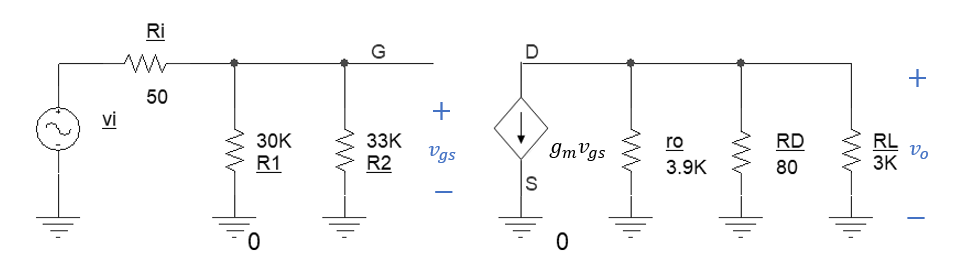 Ri
50
vi
30K
R1
33K
R2
G
+
vgs
−
0
D
gmvgs
S
0
ro
3.9K
RD
80
RL
3K
+
vo
−